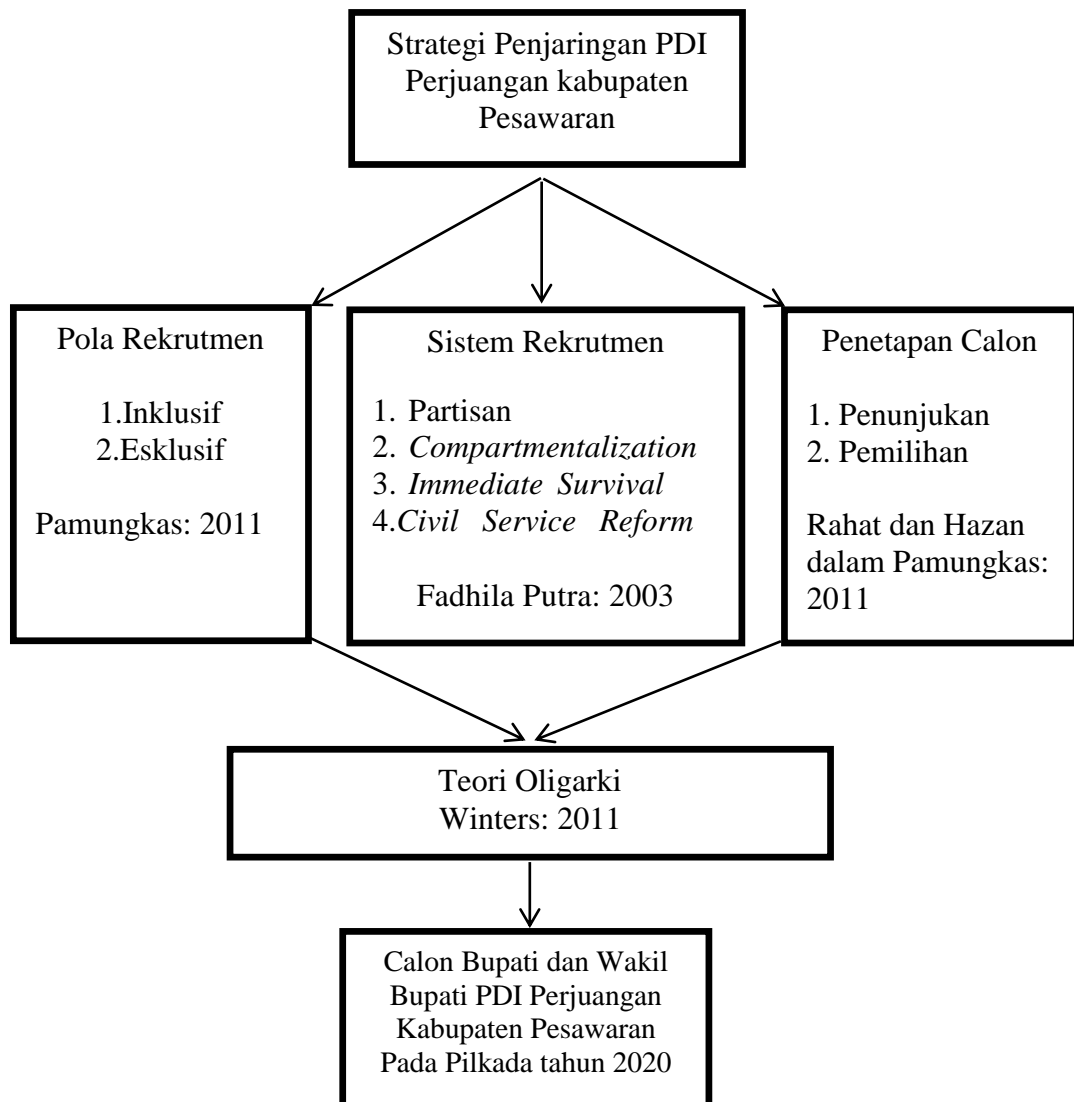 Strategi Penjaringan PDI
Perjuangan kabupaten
Pesawaran
Pola Rekrutmen
1.Inklusif
2.Esklusif
Pamungkas: 2011
Sistem Rekrutmen
1. Partisan
2. Compartmentalization
3. Immediate Survival
4.Civil Service Reform
Fadhila Putra: 2003
Penetapan Calon
1. Penunjukan
2. Pemilihan
Rahat dan Hazan
dalam Pamungkas:
2011
Teori Oligarki
Winters: 2011
Calon Bupati dan Wakil
Bupati PDI Perjuangan
Kabupaten Pesawaran
Pada Pilkada tahun 2020